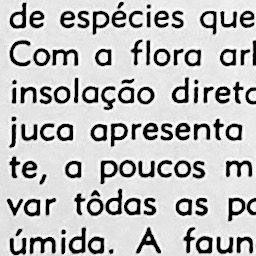 de espécies que
Com a flora ar
insolação diret
juca apresenta
te, a poucos m
var tôdas as p
úmida. A faun